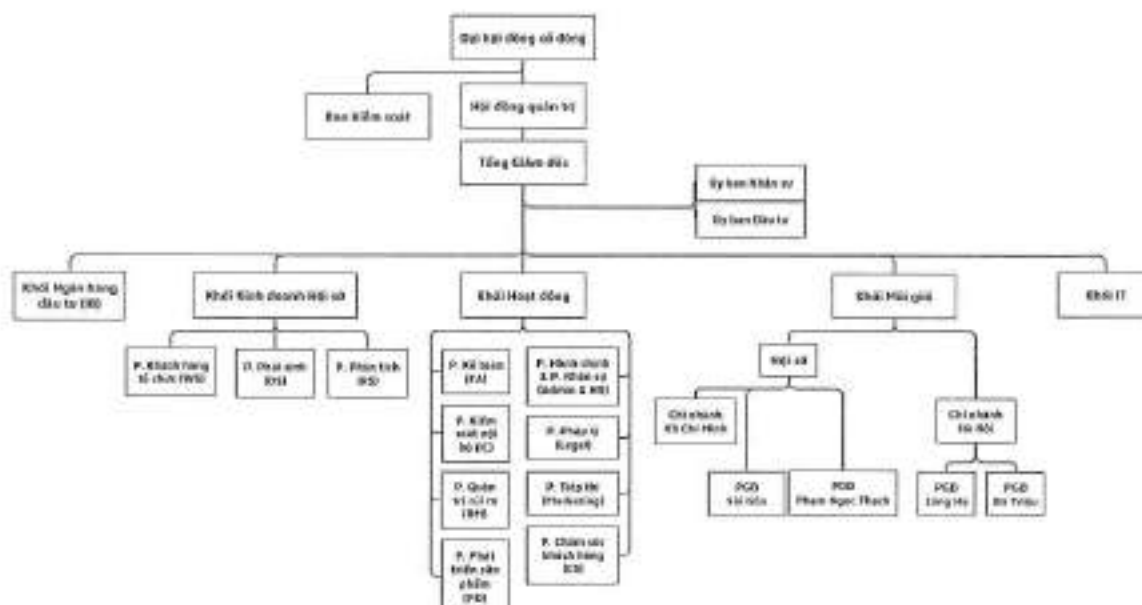 Đại hội đồng cổ đông
Ban Kiểm soát
Hội đồng quản trị
Tổng Giám đốc
Ủy ban Nhân sự
Ủy ban Đầu tư
Khối Ngân hàng
đầu tư (IB)
Khối Kinh doanh Hội sở
Khối Hoạt động
Khối Môi giới
Khối IT
P. Khách hàng
tổ chức
P. Phái sinh
P. Phân tích
P. Kế toán
P. Kiểm
soát nội
bộ (IC)
P. Quản
trị rủi ro
P. Phát
triển sản
phẩm (PD)
P. Hành chính
& P. Nhân sự
(Admin & HR)
P. Pháp lý
(Legal)
P. Tiếp thị
(Marketing)
P. Chăm sóc
khách hàng
(CS)
Hội sở
Chi nhánh
Hồ Chí Minh
PGD
Sài Gòn
PGD
Phạm Ngọc Thạch
Chi nhánh
Hà Nội
PGD
Láng Hạ
PGD
Bà Triệu